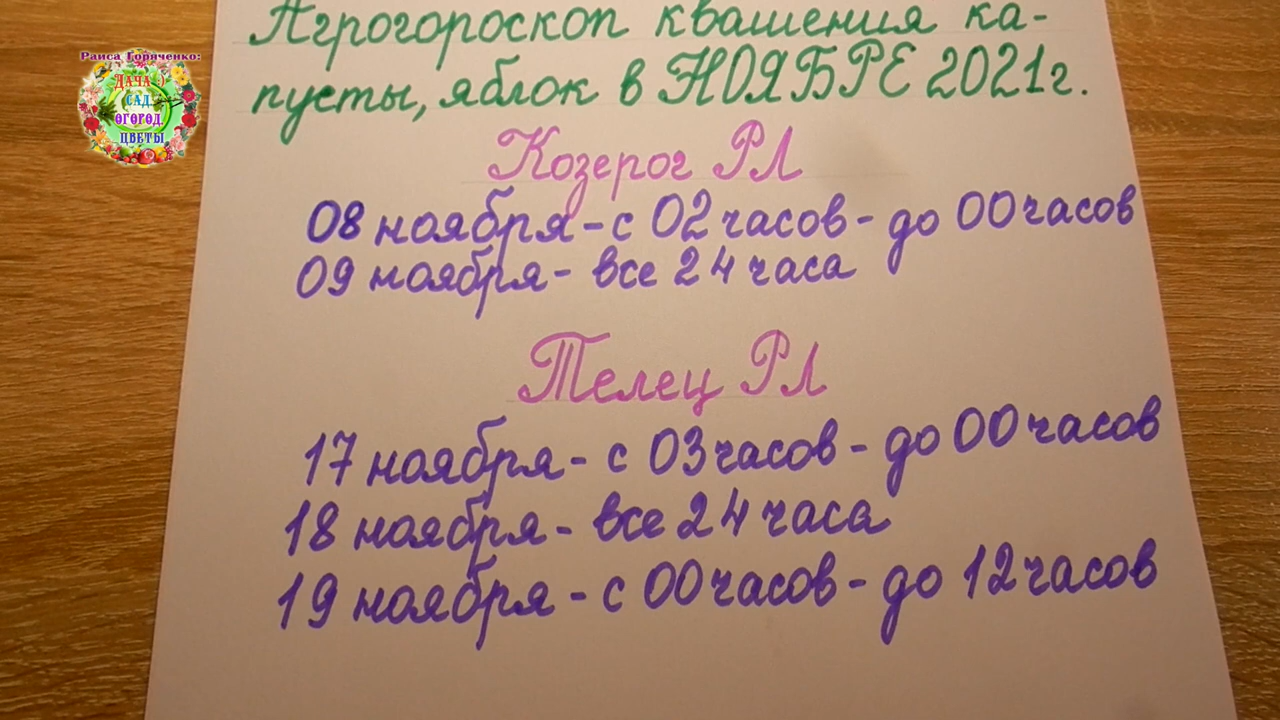 Агрогороскоп квашения ка-
пусты, яблок в НОЯБРЕ 2021г.
Раиса Горяченко:
Дача :)
сад,
огород,
цветы
Козерог РЛ
08 ноября - с 02 часов - до 00 часов
09 ноября - все 24 часа
Телец РЛ
17 ноября - с 03 часов - до 00 часов
18 ноября - все 24 часа
19 ноября - с 00 часов - до 12 часов